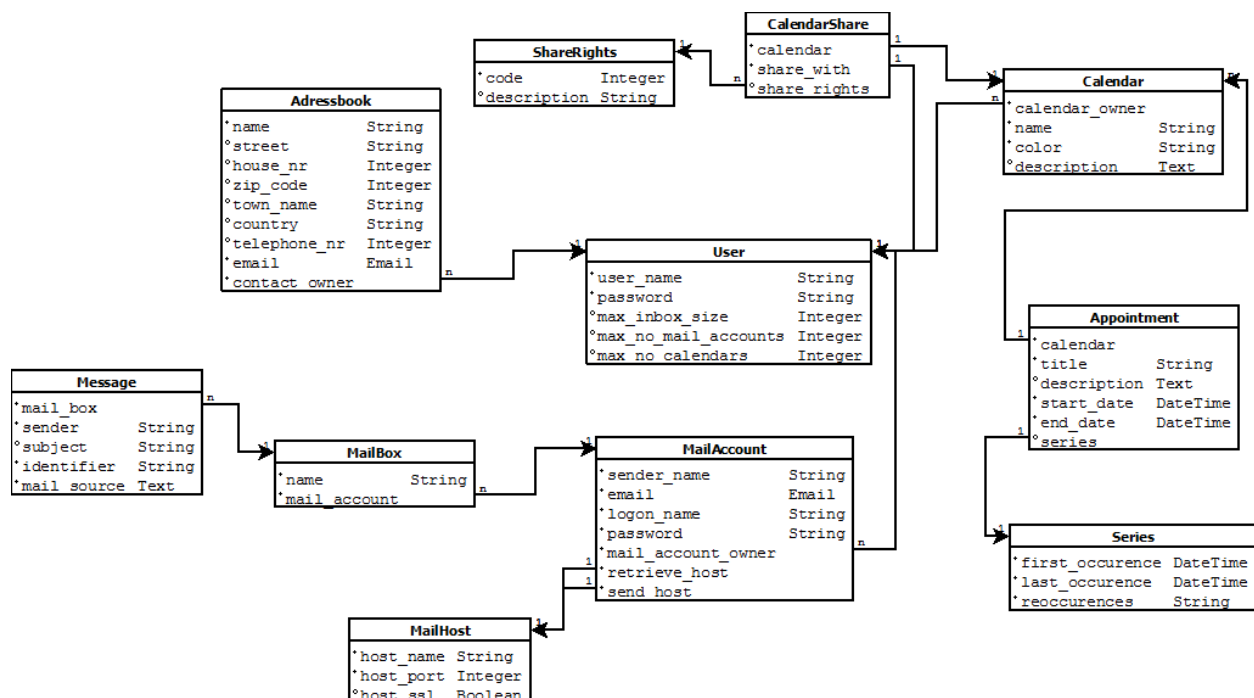 CalendarShare
*calendar
*share_with
°share_rights
ShareRights
*code Integer
°description String
Calendar
*calendar_owner
*name String
*color String
°description Text
Adressbook
*name String
°street String
°house_nr Integer
°zip_code Integer
°town_name String
°country String
°telephone_nr Integer
*email Email
*contact_owner
User
*user_name String
*password String
°max_inbox_size Integer
°max_no_mail_accounts Integer
°max_no_calendars Integer
Appointment
*calendar
*title String
°description Text
*start_date DateTime
*end_date DateTime
°series
Message
*mail_box
*sender String
°subject String
*identifier String
*mail_source Text
MailBox
*name String
*mail_account
MailAccount
*sender_name String
*email Email
*logon_name String
*password String
*mail_account_owner
*retrieve_host
*send_host
Series
*first_occurence DateTime
*last_occurence DateTime
*reoccurences String
MailHost
*host_name String
*host_port Integer
°host_ssl Boolean
1
n
1
1
1
n
n
1
n
1
1
n
1
n
1
n
1
1
1
1
1
1